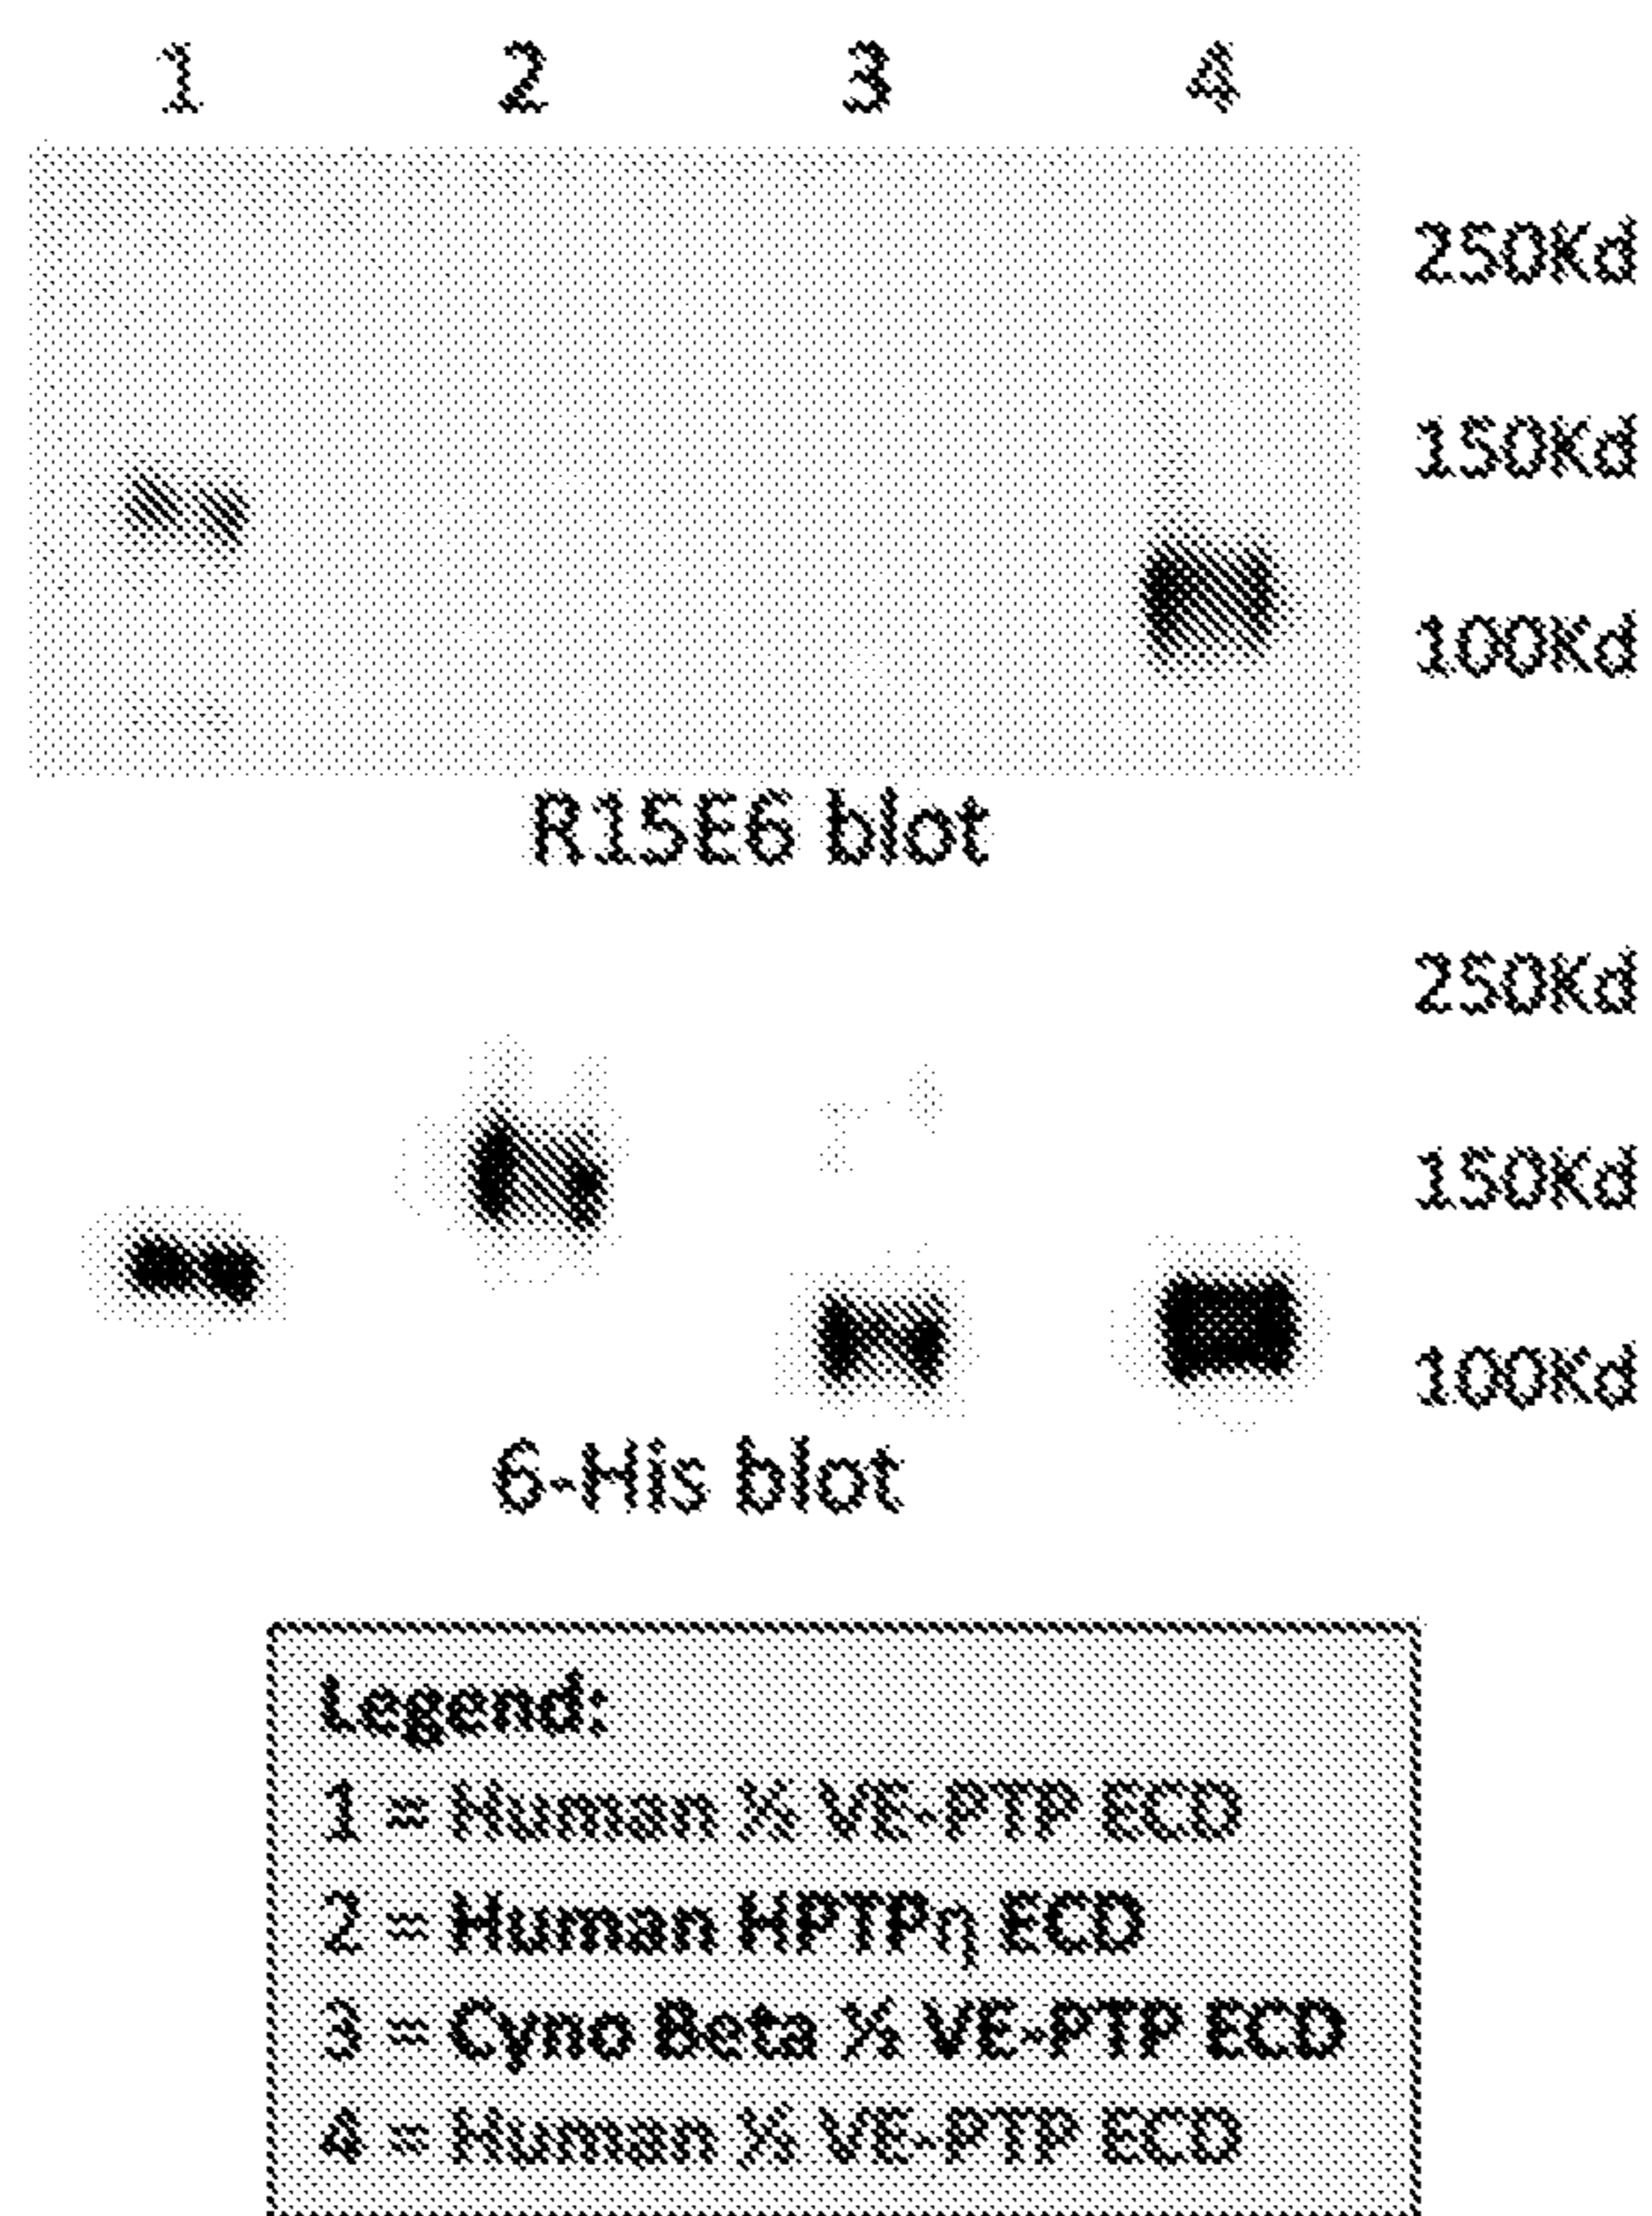 1 2 3 4
250Kd
150Kd
100Kd
R15E6 blot
250Kd
150Kd
100Kd
6-His blot
Legend:
1 = Human ½ VE-PTP ECD
2 = Human HPTPη ECD
3 = Cyno Beta ½ VE-PTP ECD
4 = Human ½ VE-PTP ECD